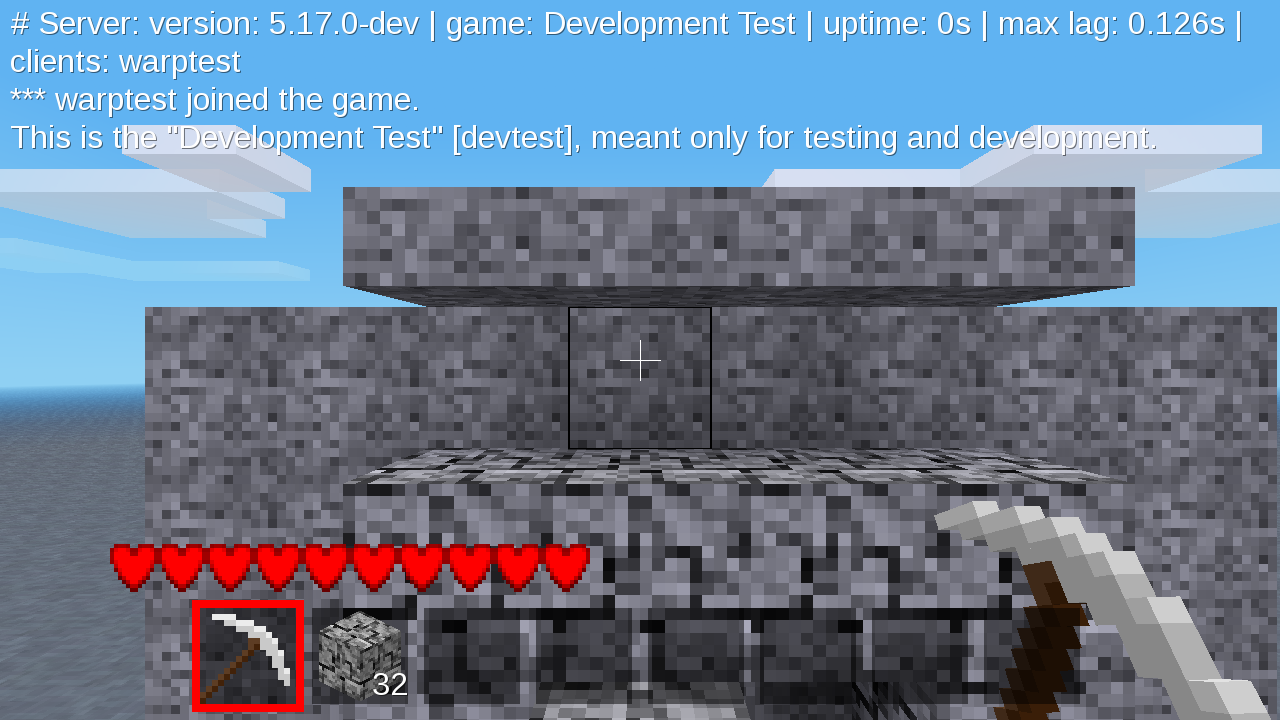 # Server: version: 5.17.0-dev | game: Development Test | uptime: 0s | max lag: 0.126s |
clients: warptest
*** warptest joined the game.
This is the "Development Test" [devtest], meant only for testing and development.
32